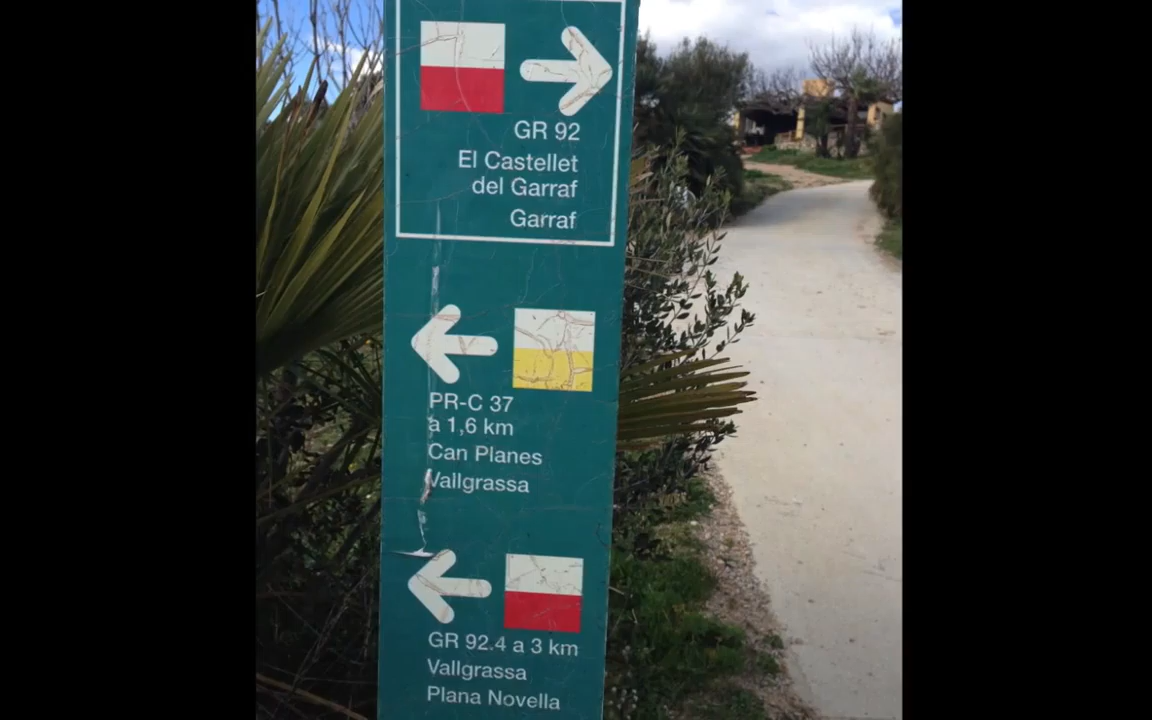 GR 92
El Castellet
del Garraf
Garraf
PR-C 37
a 1,6 km
Can Planes
Vallgrassa
GR 92.4 a 3 km
Vallgrassa
Plana Novella